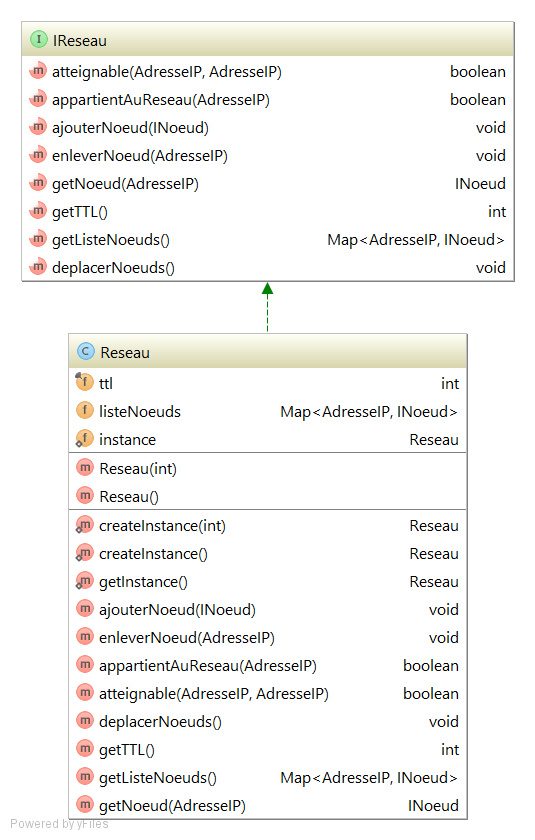 I IReseau
m atteignable(AdresseIP, AdresseIP) boolean
m appartientAuReseau(AdresseIP) boolean
m ajouterNoeud(INoeud) void
m enleverNoeud(AdresseIP) void
m getNoeud(AdresseIP) INoeud
m getTTL() int
m getListeNoeuds() Map<AdresseIP, INoeud>
m deplacerNoeuds() void
C Reseau
f ttl int
f listeNoeuds Map<AdresseIP, INoeud>
f instance Reseau
m Reseau(int)
m Reseau()
m createInstance(int) Reseau
m createInstance() Reseau
m getInstance() Reseau
m ajouterNoeud(INoeud) void
m enleverNoeud(AdresseIP) void
m appartientAuReseau(AdresseIP) boolean
m atteignable(AdresseIP, AdresseIP) boolean
m deplacerNoeuds() void
m getTTL() int
m getListeNoeuds() Map<AdresseIP, INoeud>
m getNoeud(AdresseIP) INoeud
Powered by yFiles